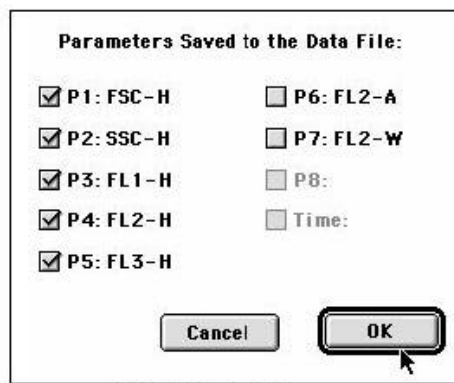 Parameters Saved to the Data File:
P1: FSC-H
P2: SSC-H
P3: FL1-H
P4: FL2-H
P5: FL3-H
P6: FL2-A
P7: FL2-W
P8:
Time:
Cancel
OK